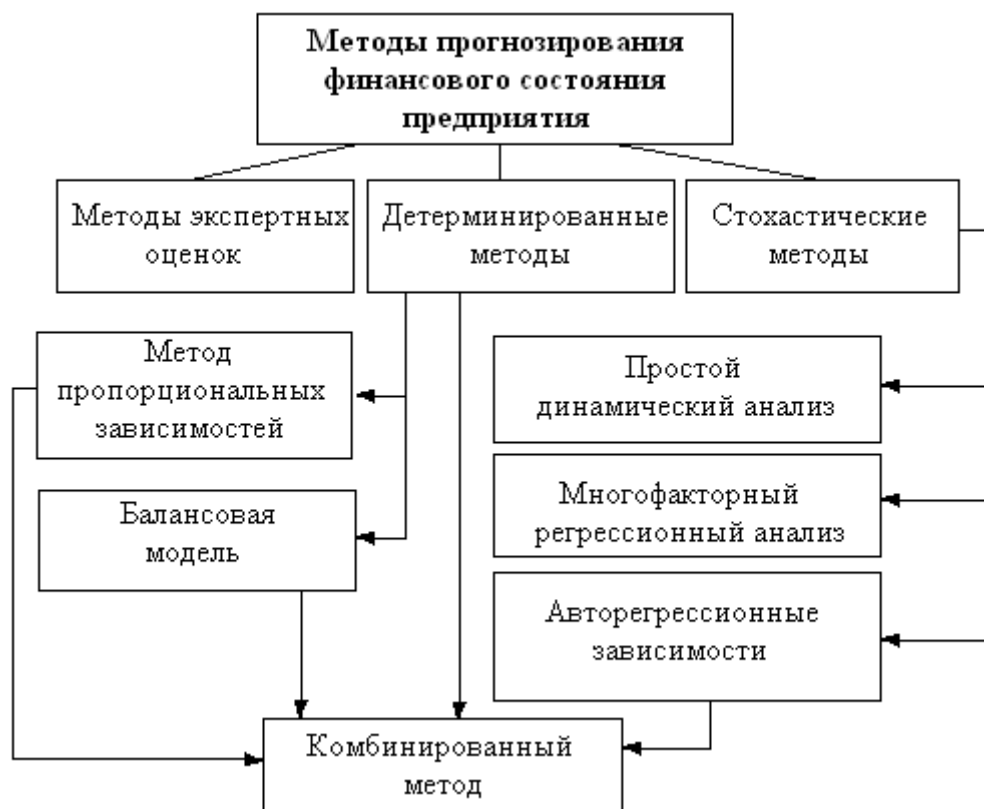 Методы прогнозирования
финансового состояния
предприятия
Методы экспертных
оценок
Детерминированные
методы
Стохастические
методы
Метод
пропорциональных
зависимостей
Простой
динамический анализ
Балансовая
модель
Многофакторный
регрессионный анализ
Авторегрессионные
зависимости
Комбинированный
метод